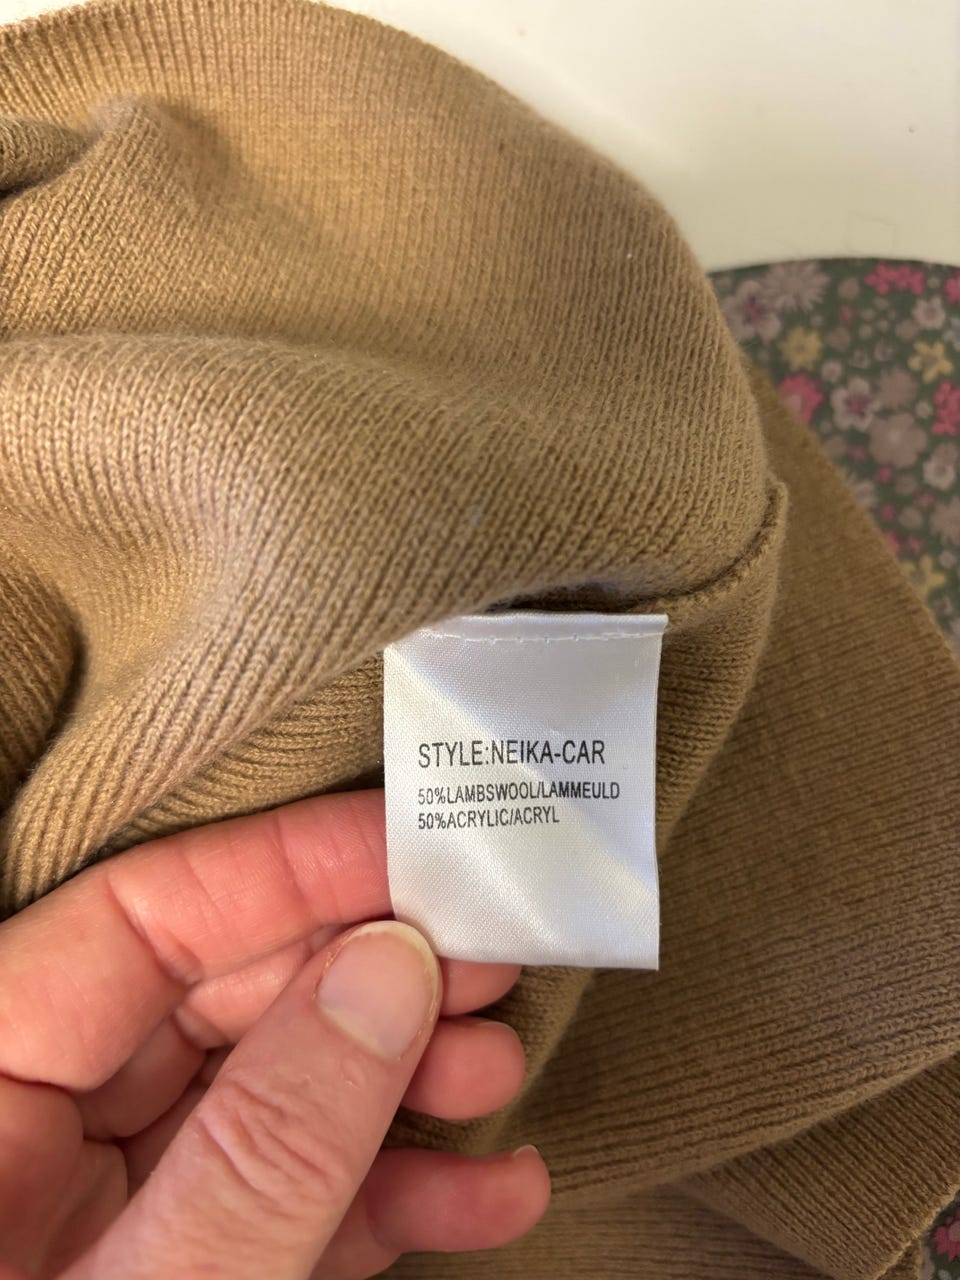 STYLE:NEIKA-CAR
50%LAMBSWOOL/LAMMEULD
50%ACRYLIC/ACRYL